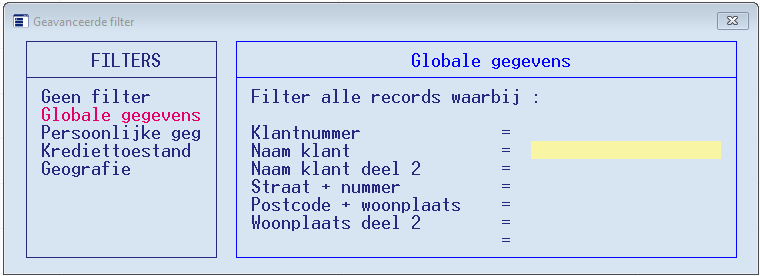 Geavanceerde filter
FILTERS
Geen filter
Globale gegevens
Persoonlijke geg
Krediettoestand
Geografie
Globale gegevens
Filter alle records waarbij :
Klantnummer =
Naam klant =
Naam klant deel 2 =
Straat + nummer =
Postcode + woonplaats =
Woonplaats deel 2 =
=